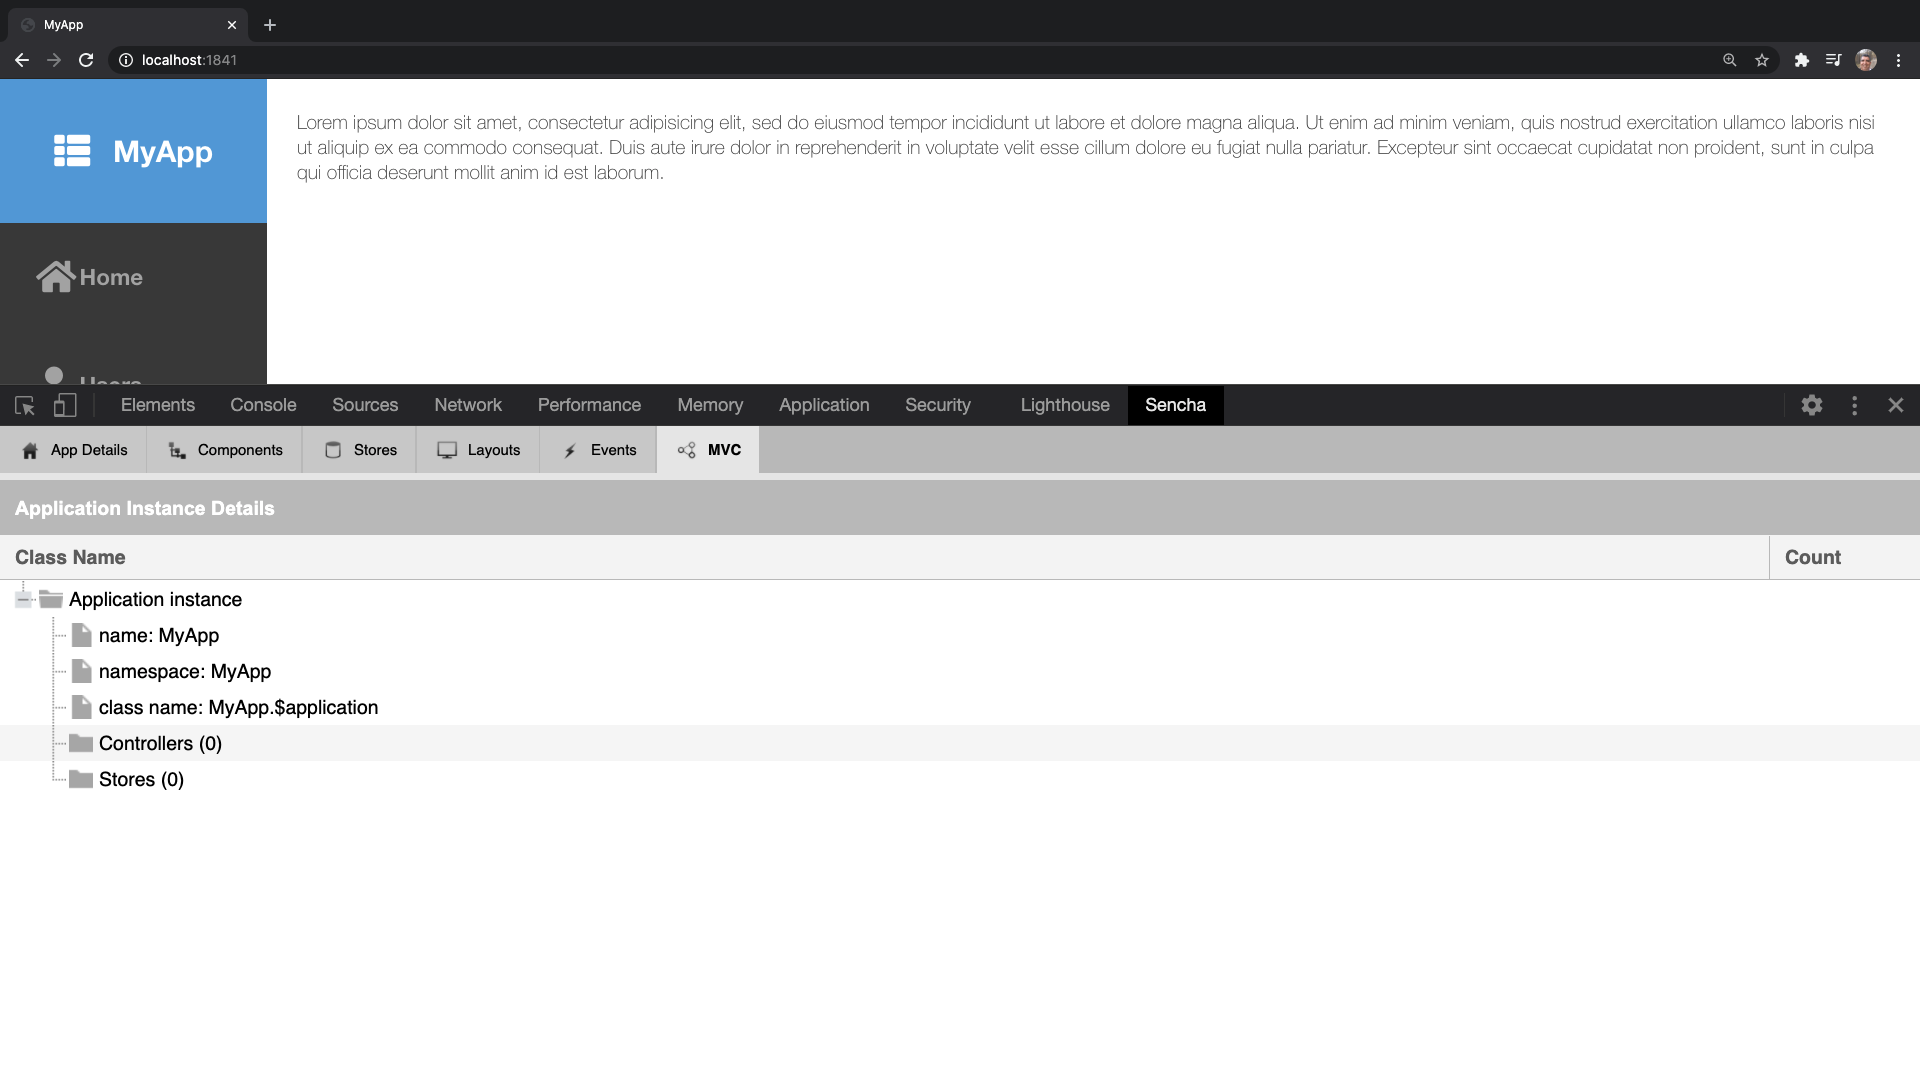 MyApp
localhost:1841
MyApp
Lorem ipsum dolor sit amet, consectetur adipisicing elit, sed do eiusmod tempor incididunt ut labore et dolore magna aliqua. Ut enim ad minim veniam, quis nostrud exercitation ullamco laboris nisi
ut aliquip ex ea commodo consequat. Duis aute irure dolor in reprehenderit in voluptate velit esse cillum dolore eu fugiat nulla pariatur. Excepteur sint occaecat cupidatat non proident, sunt in culpa
qui officia deserunt mollit anim id est laborum.
Home
Users
Elements Console Sources Network Performance Memory Application Security Lighthouse Sencha
App Details Components Stores Layouts Events MVC
Application Instance Details
Class Name Count
Application instance
name: MyApp
namespace: MyApp
class name: MyApp.$application
Controllers (0)
Stores (0)